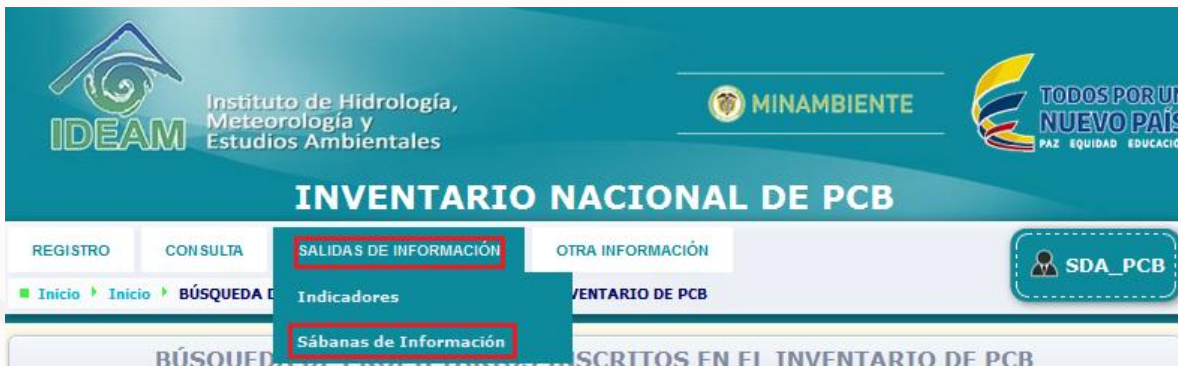 IDEAM
Instituto de Hidrología,
Meteorología y
Estudios Ambientales
MINAMBIENTE
TODOS POR UN
NUEVO PAÍS
PAZ EQUIDAD EDUCACIÓ
INVENTARIO NACIONAL DE PCB
REGISTRO CONSULTA SALIDAS DE INFORMACIÓN OTRA INFORMACIÓN
SDA_PCB
Inicio Inicio BÚSQUEDA D VENTARIO DE PCB
Indicadores
Sábanas de Información
BÚSQUED INSCRITOS EN EL INVENTARIO DE PCB